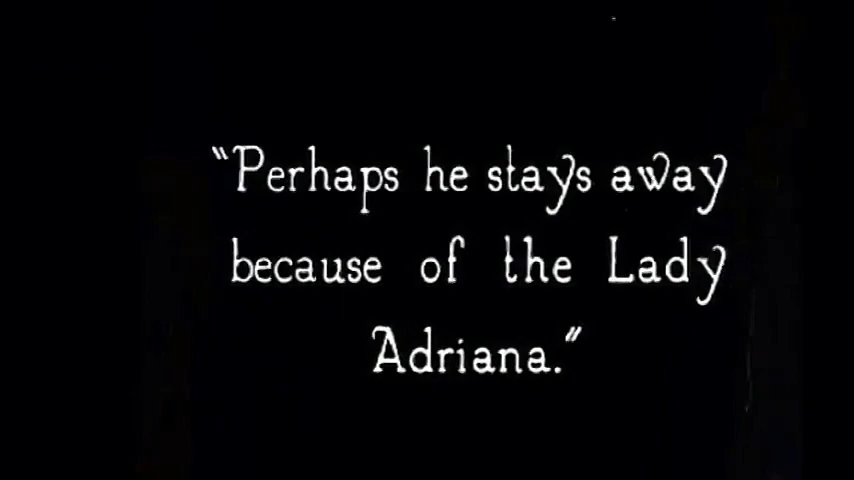 “Perhaps he stays away
because of the Lady
Adriana.”